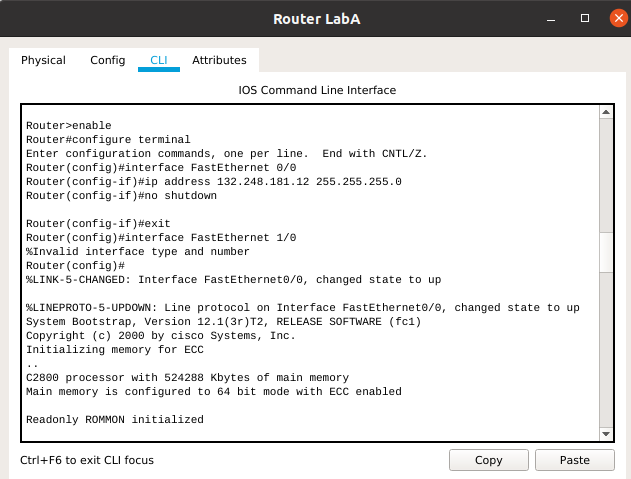 Router LabA
Physical Config CLI Attributes
IOS Command Line Interface
Router>enable
Router#configure terminal
Enter configuration commands, one per line.  End with CNTL/Z.
Router(config)#interface FastEthernet 0/0
Router(config-if)#ip address 132.248.181.12 255.255.255.0
Router(config-if)#no shutdown
Router(config-if)#exit
Router(config)#interface FastEthernet 1/0
%Invalid interface type and number
Router(config)#
%LINK-5-CHANGED: Interface FastEthernet0/0, changed state to up
%LINEPROTO-5-UPDOWN: Line protocol on Interface FastEthernet0/0, changed state to up
System Bootstrap, Version 12.1(3r)T2, RELEASE SOFTWARE (fc1)
Copyright (c) 2000 by cisco Systems, Inc.
Initializing memory for ECC
..
C2800 processor with 524288 Kbytes of main memory
Main memory is configured to 64 bit mode with ECC enabled
Readonly ROMMON initialized
Ctrl+F6 to exit CLI focus
Copy Paste